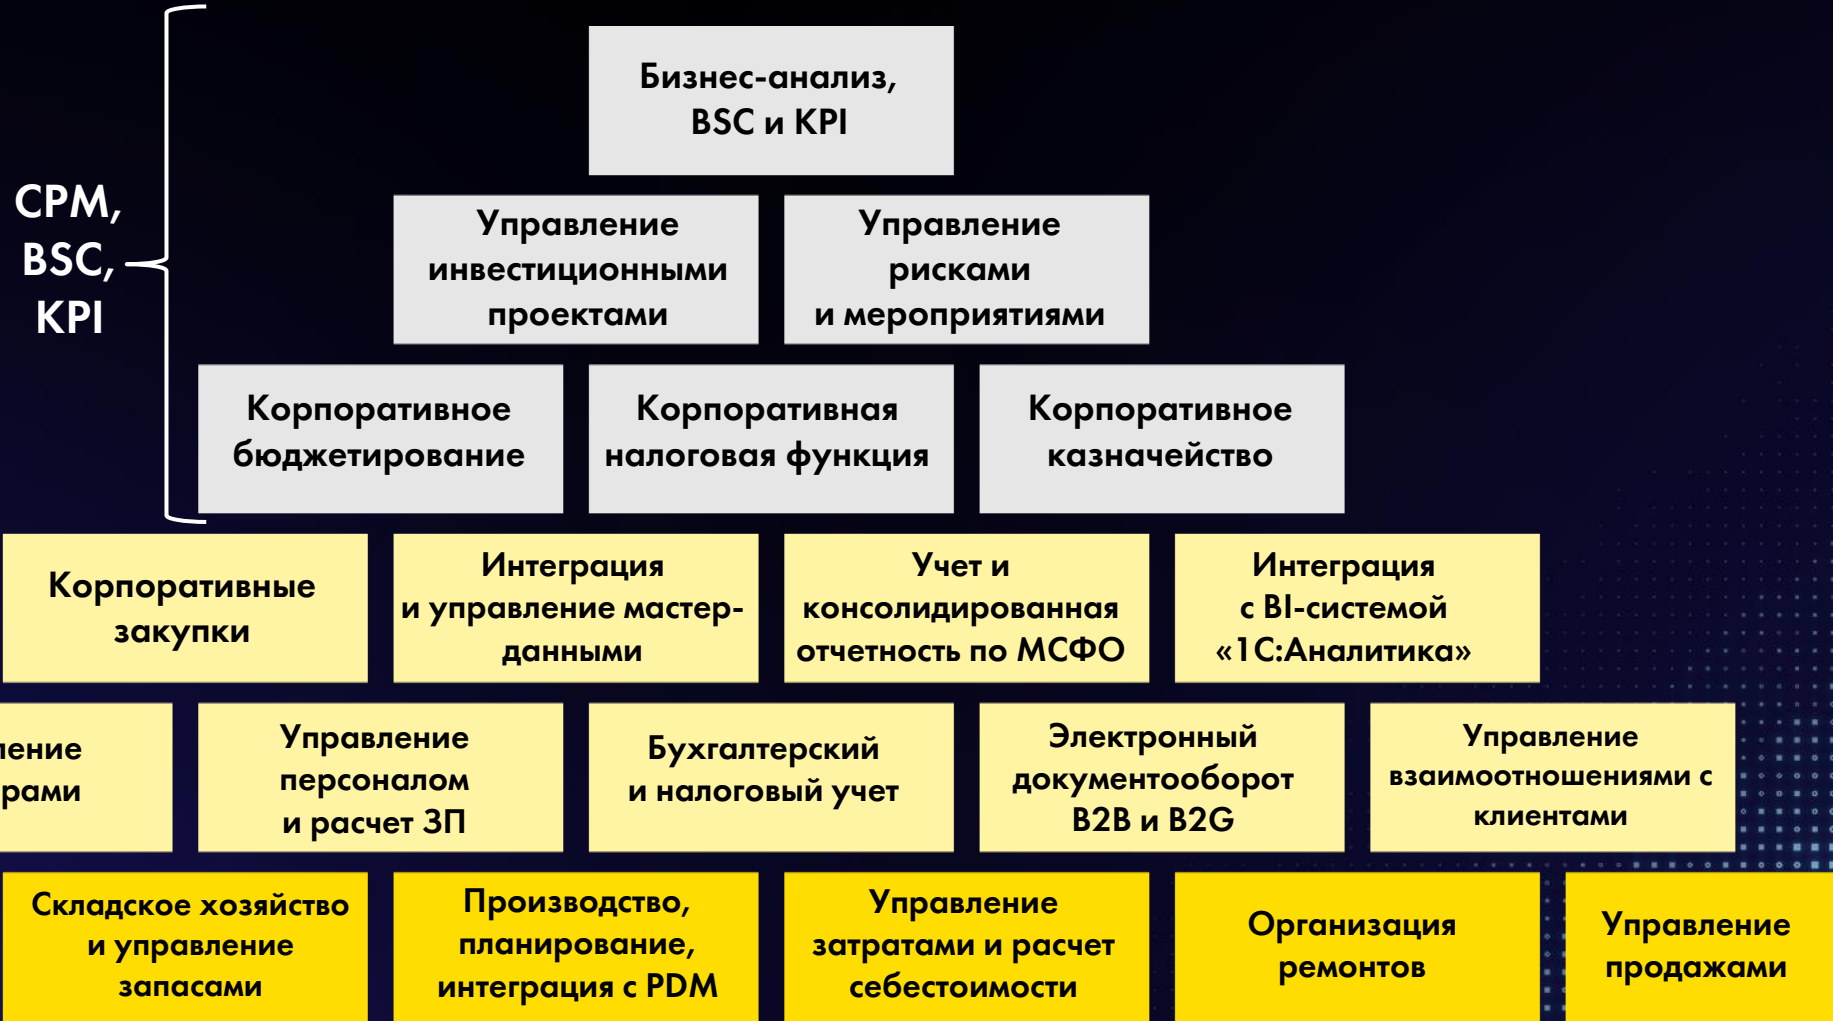 Бизнес-анализ,
BSC и KPI
CPM,
BSC,
KPI
Управление
инвестиционными
проектами
Управление
рисками
и мероприятиями
Корпоративное
бюджетирование
Корпоративная
налоговая функция
Корпоративное
казначейство
Корпоративные
закупки
Интеграция
и управление мастер-
данными
Учет и
консолидированная
отчетность по МСФО
Интеграция
с BI-системой
«1С:Аналитика»
Управление
персоналом
и расчет ЗП
Бухгалтерский
и налоговый учет
Электронный
документооборот
B2B и B2G
Управление
взаимоотношениями с
клиентами
Складское хозяйство
и управление
запасами
Производство,
планирование,
интеграция с PDM
Управление
затратами и расчет
себестоимости
Организация
ремонтов
Управление
продажами